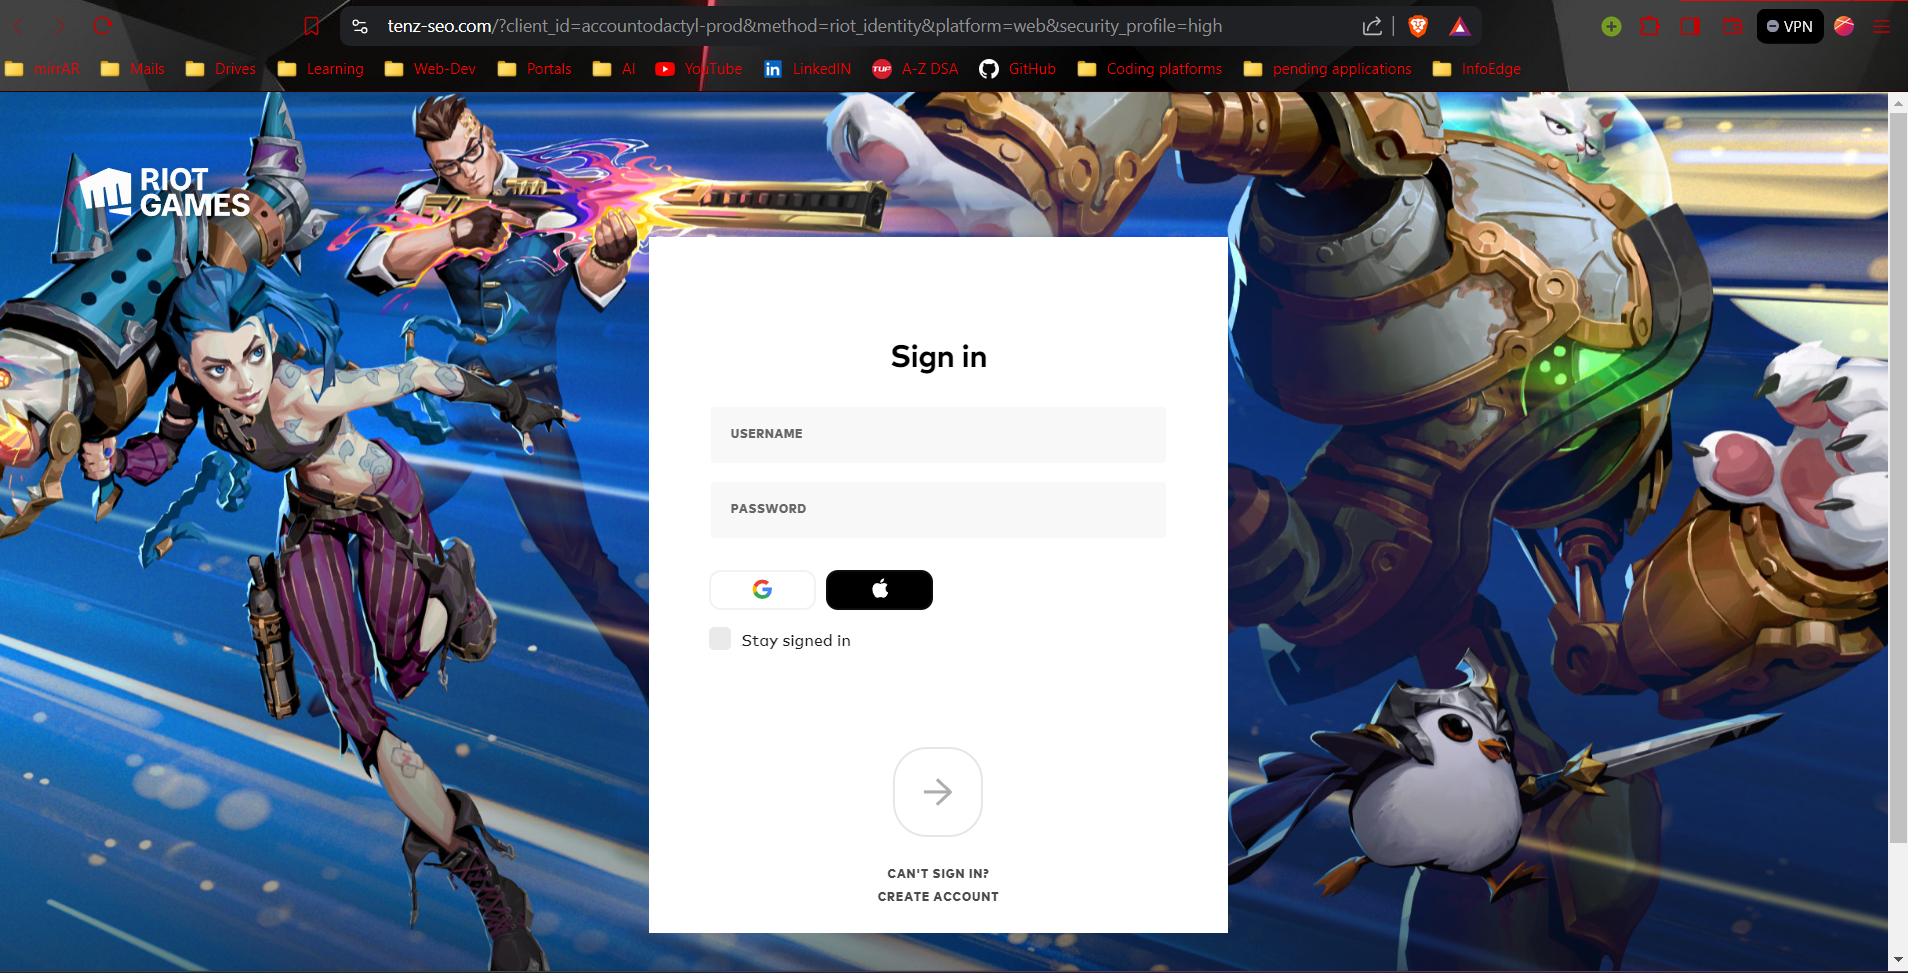 tenz-seo.com/?client_id=accountodactyl-prod&method=riot_identity&platform=web&security_profile=high
VPN
mirrAR
Mails
Drives
Learning
Web-Dev
Portals
AI
YouTube
LinkedIN
TUF
A-Z DSA
GitHub
Coding platforms
pending applications
InfoEdge
RIOT
GAMES
Sign in
USERNAME
PASSWORD
Stay signed in
CAN'T SIGN IN?
CREATE ACCOUNT